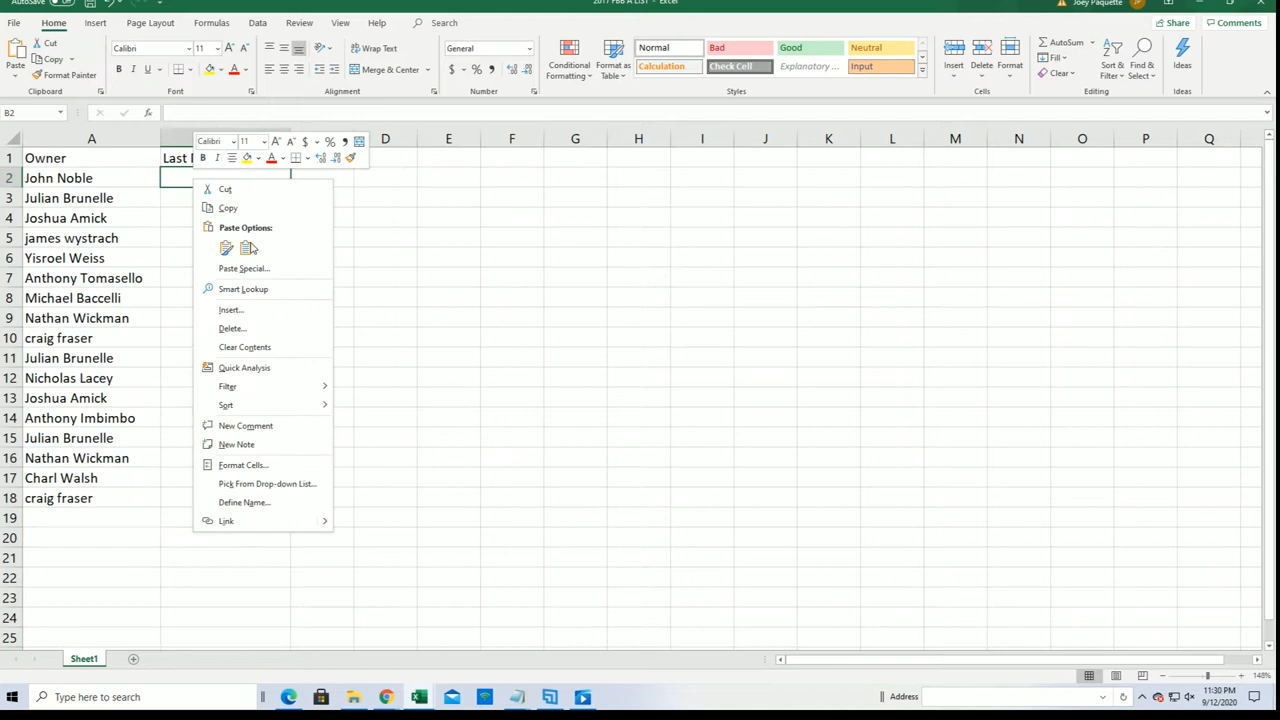 AutoSave Off 2017 FBB A LIST - Excel Joey Paquette JP
File Home Insert Page Layout Formulas Data Review View Help Search Share Comments
Paste Cut Copy Format Painter
Calibri 11 B I U
Wrap Text Merge & Center
General $ %
Conditional Formatting Format as Table
Normal Bad Good Neutral
Calculation Check Cell Explanatory ... Input
Insert Delete Format
AutoSum Fill Clear
Sort & Filter Find & Select Ideas
Clipboard Font Alignment Number Styles Cells Editing Ideas
B2 fx
A D E F G H I J K L M N O P Q
Calibri 11 A A $ % ,
B I A
1 Owner Last
2 John Noble
3 Julian Brunelle
4 Joshua Amick
5 james wystrach
6 Yisroel Weiss
7 Anthony Tomasello
8 Michael Baccelli
9 Nathan Wickman
10 craig fraser
11 Julian Brunelle
12 Nicholas Lacey
13 Joshua Amick
14 Anthony Imbimbo
15 Julian Brunelle
16 Nathan Wickman
17 Charl Walsh
18 craig fraser
19
20
21
22
23
24
25
Cut
Copy
Paste Options:
Paste Special...
Smart Lookup
Insert...
Delete...
Clear Contents
Quick Analysis
Filter
Sort
New Comment
New Note
Format Cells...
Pick From Drop-down List...
Define Name...
Link
Sheet1
148%
Type here to search
Address
11:30 PM
9/12/2020